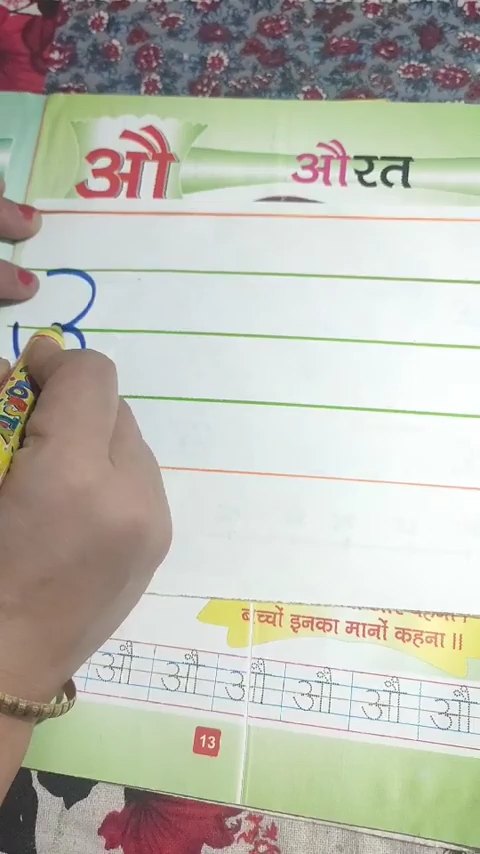 औ औरत
बच्चों इनका मानों कहना ॥
औ औ औ औ औ औ
13